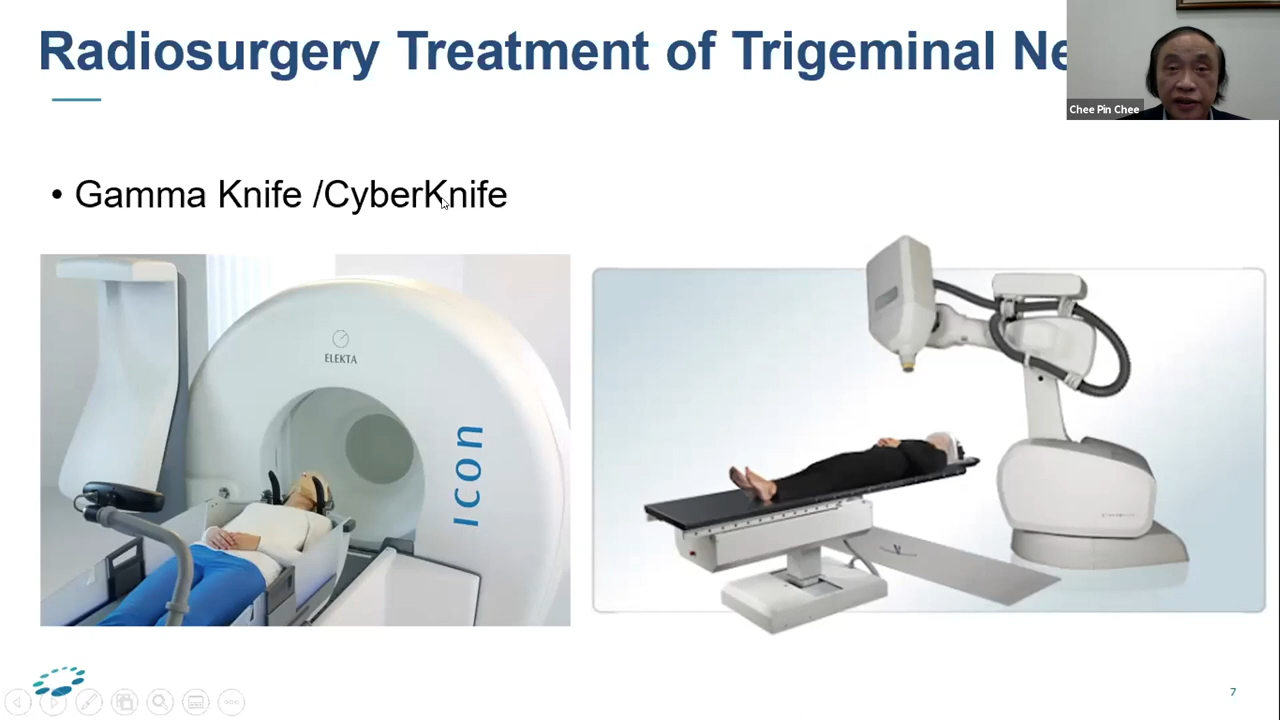 Radiosurgery Treatment of Trigeminal Ne
Chee Pin Chee
• Gamma Knife /CyberKnife
ELEKTA
icon
7